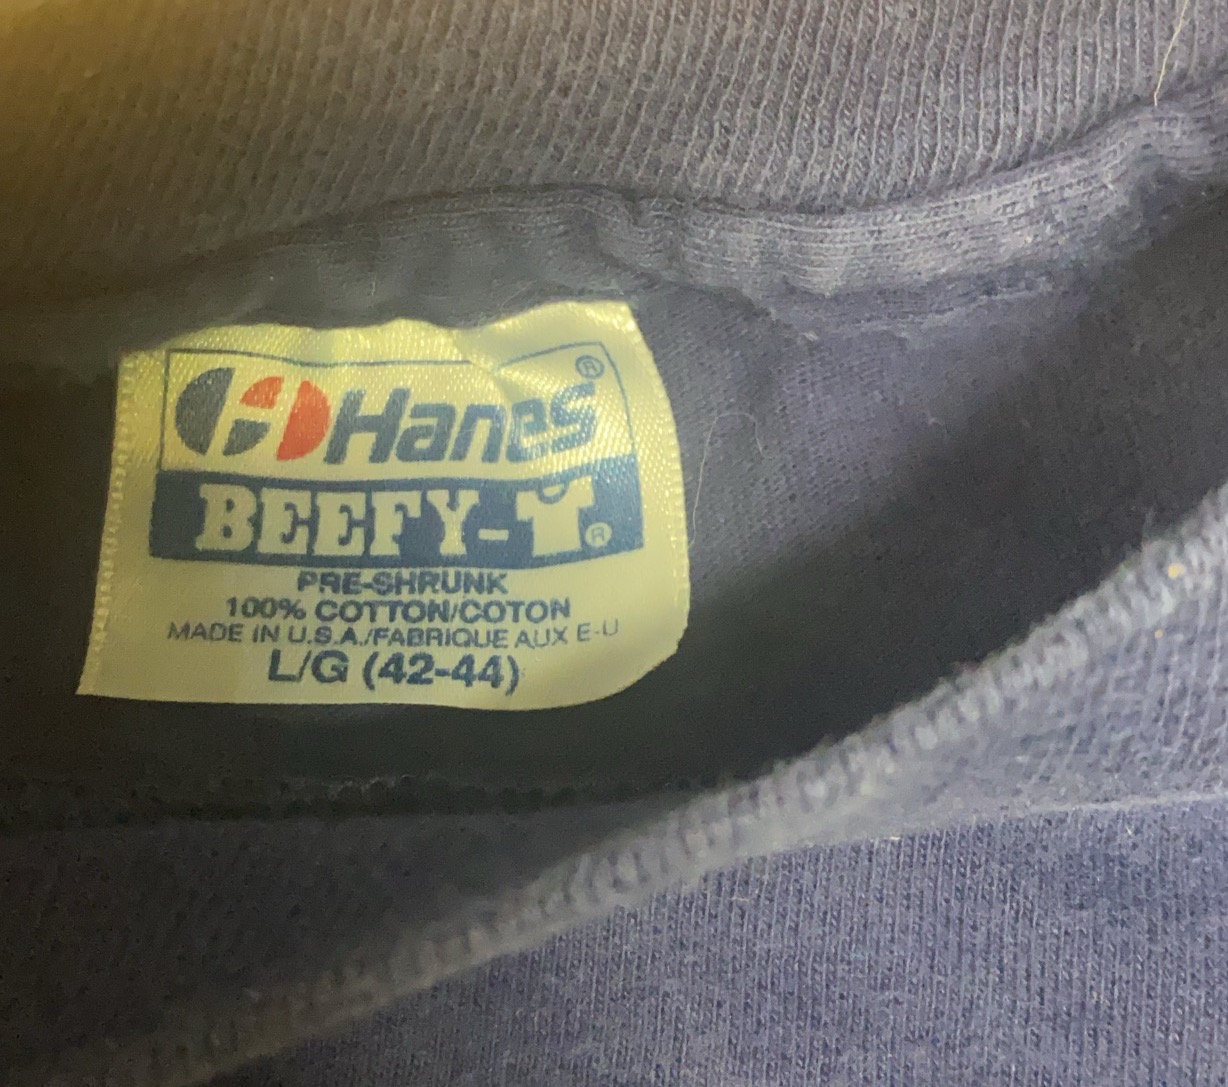 Hanes®
BEEFY-T®
PRE-SHRUNK
100% COTTON/COTON
MADE IN U.S.A./FABRIQUE AUX E-U
L/G (42-44)